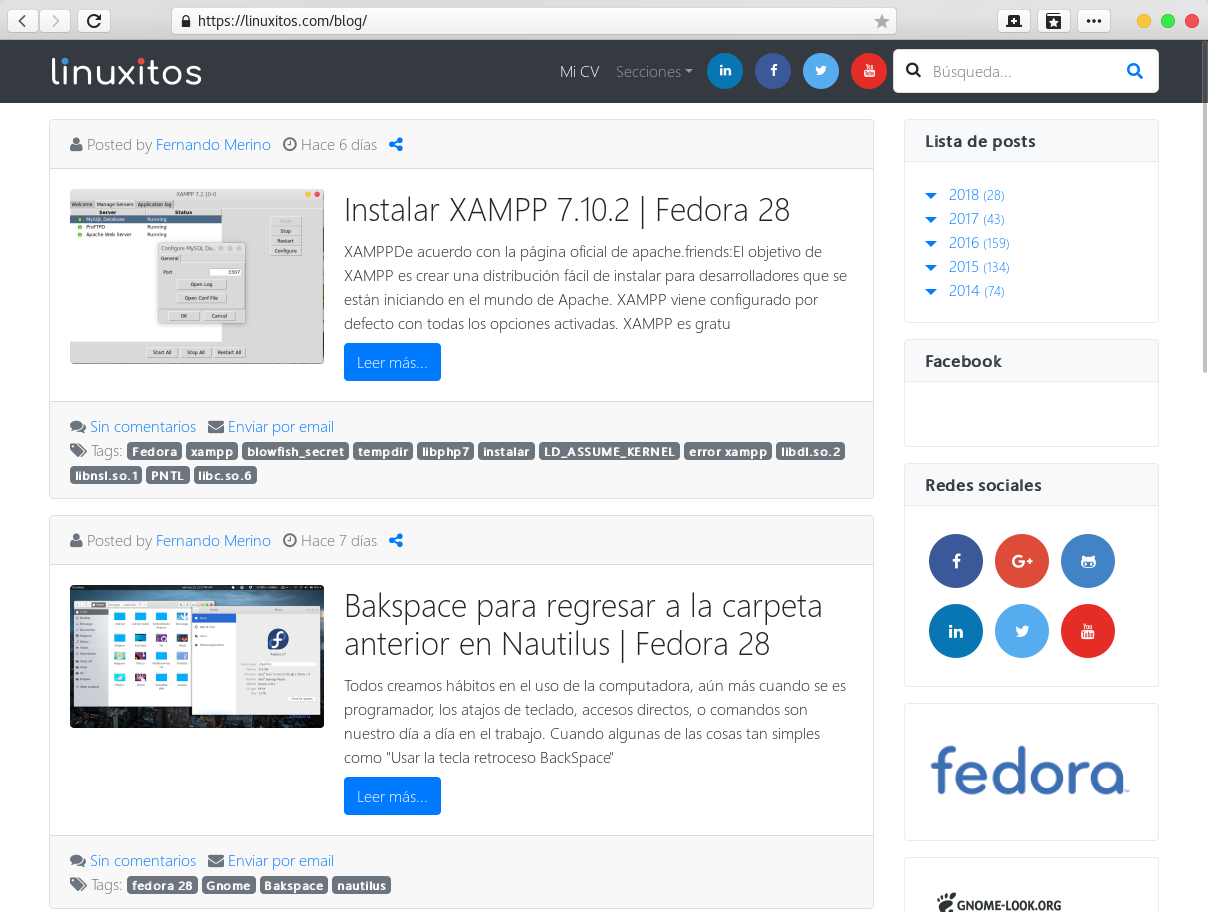 https://linuxitos.com/blog/
linuxitos
Mi CV Secciones Búsqueda...
Posted by Fernando Merino Hace 6 días
XAMPP 7.2.10-0
Welcome Manage Servers Application log
Server Status
MySQL Database Running
ProFTPD Running
Apache Web Server Running
Start
Stop
Restart
Configure
Configure MySQL Da...
General
Port 3307
Open Log
Open Conf File
OK Cancel
Start All Stop All Restart All
Instalar XAMPP 7.10.2 | Fedora 28
XAMPPDe acuerdo con la página oficial de apache.friends:El objetivo de
XAMPP es crear una distribución fácil de instalar para desarrolladores que se
están iniciando en el mundo de Apache. XAMPP viene configurado por
defecto con todas los opciones activadas. XAMPP es gratu
Leer más...
Sin comentarios Enviar por email
Tags: Fedora xampp blowfish_secret tempdir libphp7 instalar LD_ASSUME_KERNEL error xampp libdl.so.2
libnsl.so.1 PNTL libc.so.6
Posted by Fernando Merino Hace 7 días
Bakspace para regresar a la carpeta
anterior en Nautilus | Fedora 28
Todos creamos hábitos en el uso de la computadora, aún más cuando se es
programador, los atajos de teclado, accesos directos, o comandos son
nuestro día a día en el trabajo. Cuando algunas de las cosas tan simples
como "Usar la tecla retroceso BackSpace"
Leer más...
Sin comentarios Enviar por email
Tags: fedora 28 Gnome Bakspace nautilus
Lista de posts
2018 (28)
2017 (43)
2016 (159)
2015 (134)
2014 (74)
Facebook
Redes sociales
fedora
GNOME-LOOK.ORG